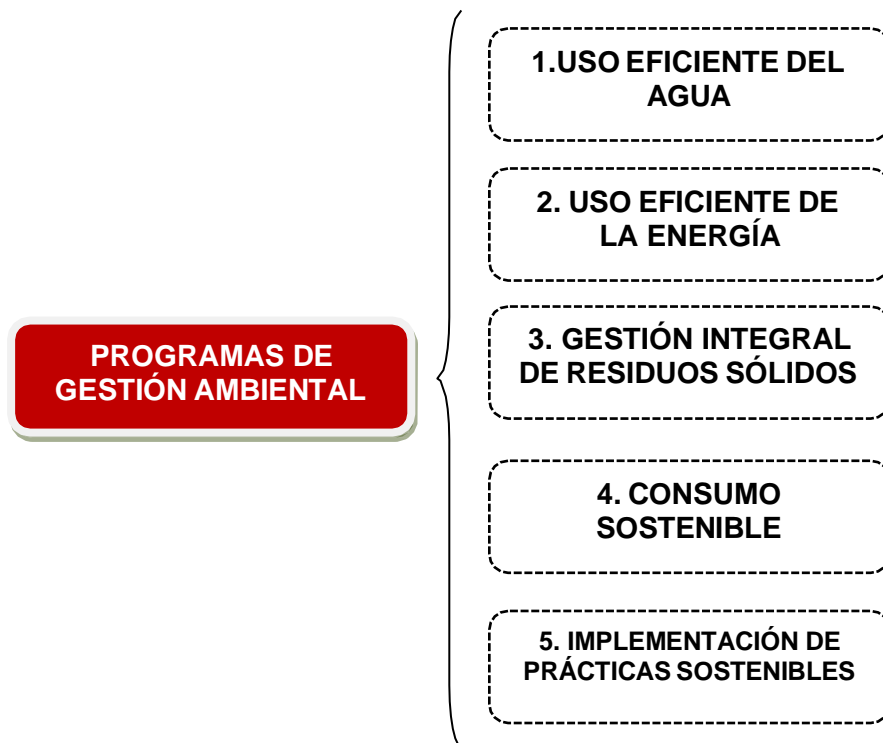 PROGRAMAS DE
GESTIÓN AMBIENTAL
1.USO EFICIENTE DEL
AGUA
2. USO EFICIENTE DE
LA ENERGÍA
3. GESTIÓN INTEGRAL
DE RESIDUOS SÓLIDOS
4. CONSUMO
SOSTENIBLE
5. IMPLEMENTACIÓN DE
PRÁCTICAS SOSTENIBLES